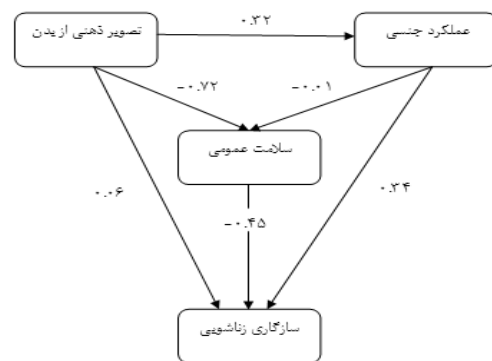 ۰.۳۲
تصویر ذهنی از بدن
عملکرد جنسی
-۰.۷۲
-۰.۰۱
سلامت عمومی
۰.۰۶
-۰.۴۵
۰.۳۴
سازگاری زناشویی